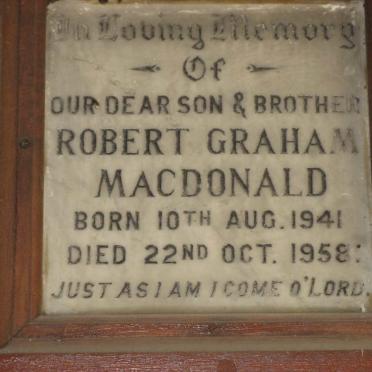 In Loving Memory
Of
OUR DEAR SON & BROTHER
ROBERT GRAHAM
MACDONALD
BORN 10TH AUG. 1941
DIED 22ND OCT. 1958.
JUST AS I AM I COME O'LORD.